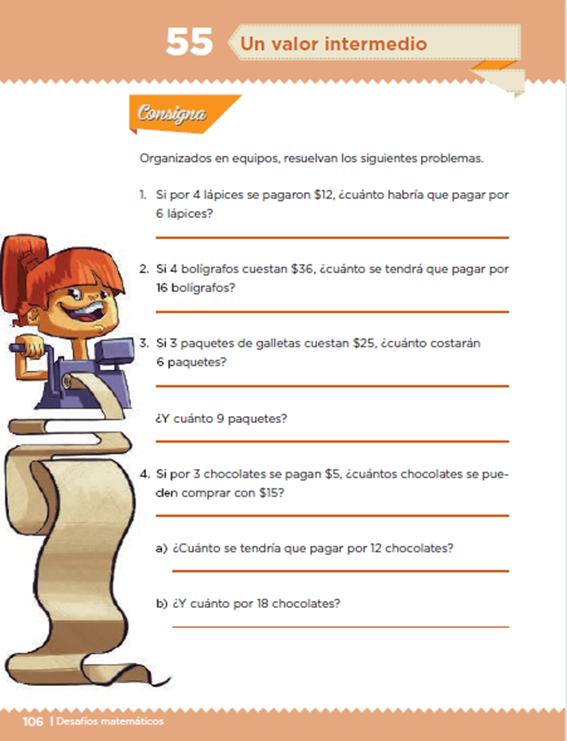 55 Un valor intermedio
Consigna
Organizados en equipos, resuelvan los siguientes problemas.
1. Si por 4 lápices se pagaron $12, ¿cuánto habría que pagar por
6 lápices?
2. Si 4 bolígrafos cuestan $36, ¿cuánto se tendrá que pagar por
16 bolígrafos?
3. Si 3 paquetes de galletas cuestan $25, ¿cuánto costarán
6 paquetes?
¿Y cuánto 9 paquetes?
4. Si por 3 chocolates se pagan $5, ¿cuántos chocolates se pue-
den comprar con $15?
a) ¿Cuánto se tendría que pagar por 12 chocolates?
b) ¿Y cuánto por 18 chocolates?
106 | Desafíos matemáticos